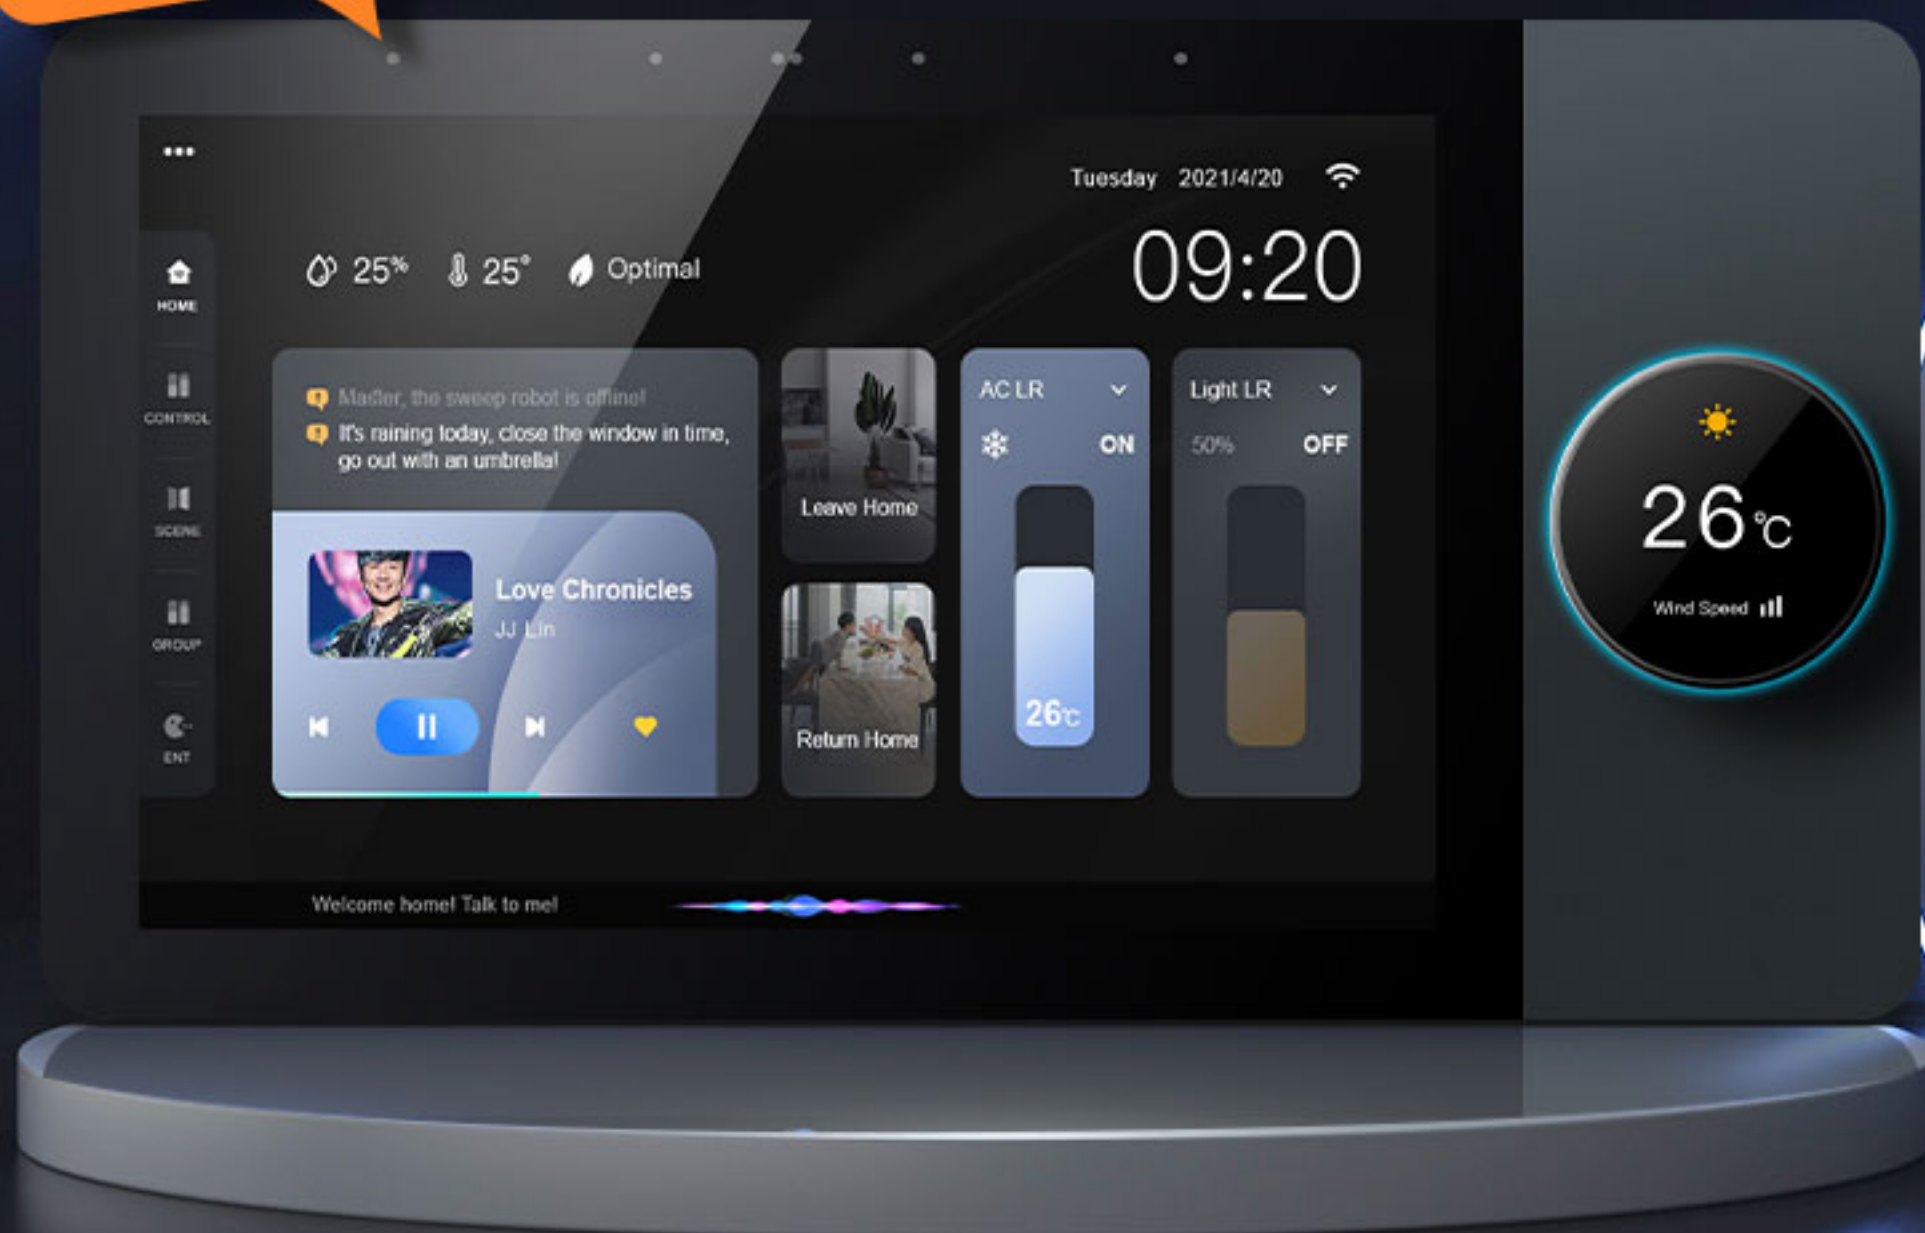 Tuesday 2021/4/20
09:20
25% 25° Optimal
HOME
CONTROL
SCENE
GROUP
ENT
Master, the sweep robot is offline!
It's raining today, close the window in time,
go out with an umbrella!
Love Chronicles
JJ Lin
Leave Home
Return Home
AC LR
ON
26℃
Light LR
50% OFF
Welcome home! Talk to me!
26℃
Wind Speed